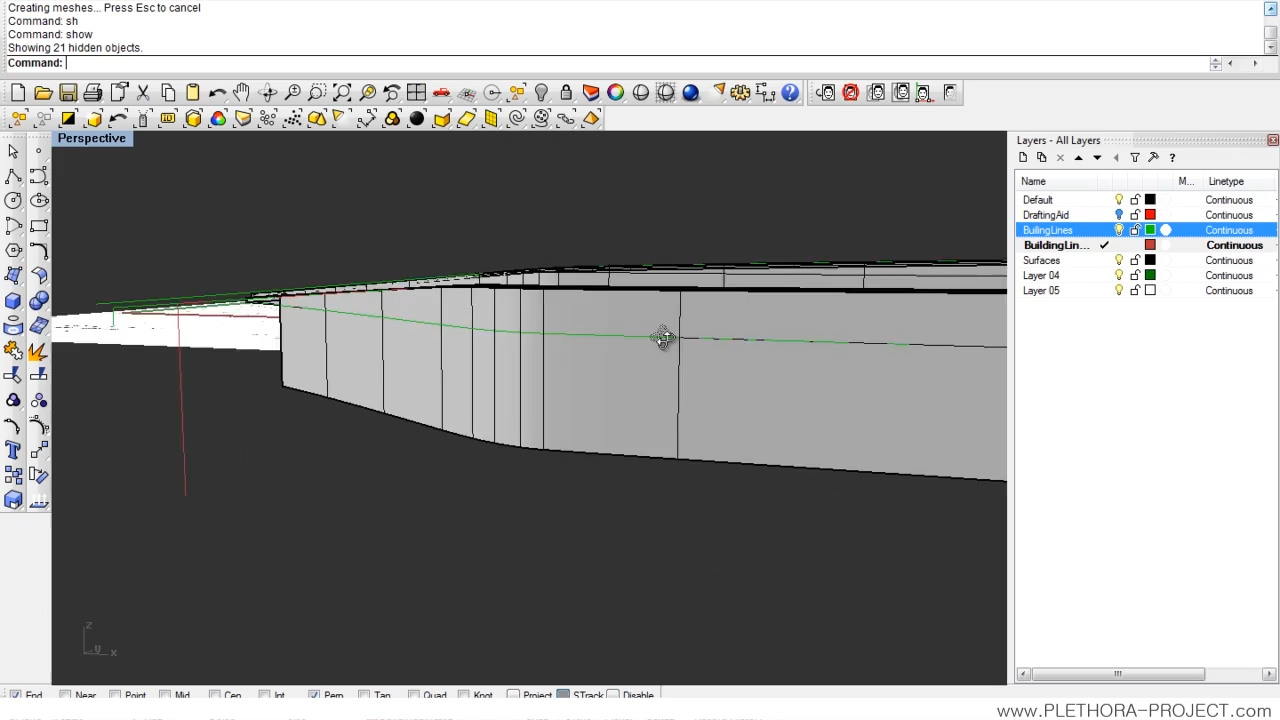 Creating meshes... Press Esc to cancel
Command: sh
Command: show
Showing 21 hidden objects.
Command:
Perspective
Layers - All Layers
Name M... Linetype
Default Continuous
DraftingAid Continuous
BuilingLines Continuous
BuildingLin... Continuous
Surfaces Continuous
Layer 04 Continuous
Layer 05 Continuous
z
y x
End Near Point Mid Cen Int Perp Tan Quad Knot Project STrack Disable
www.PLETHORA-PROJECT.com